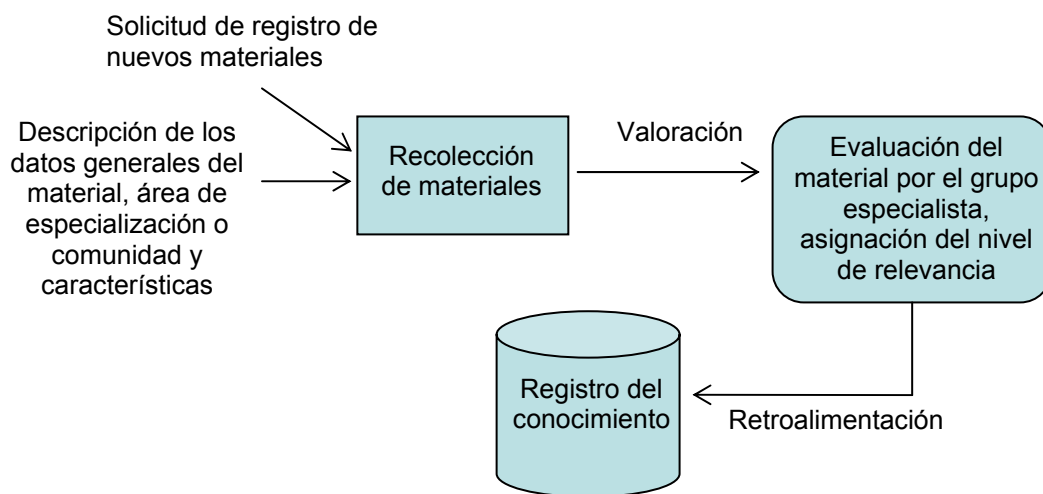 Solicitud de registro de
nuevos materiales
Descripción de los
datos generales del
material, área de
especialización o
comunidad y
características
Recolección
de materiales
Valoración
Evaluación del
material por el grupo
especialista,
asignación del nivel
de relevancia
Registro del
conocimiento
Retroalimentación